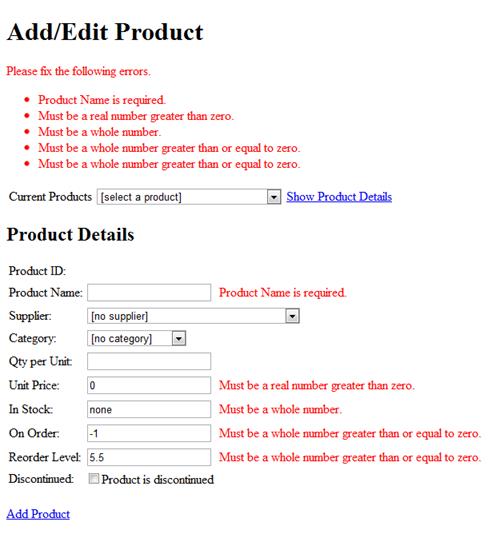 Add/Edit Product
Please fix the following errors.
Product Name is required.
Must be a real number greater than zero.
Must be a whole number.
Must be a whole number greater than or equal to zero.
Must be a whole number greater than or equal to zero.
Current Products [select a product] Show Product Details
Product Details
Product ID:
Product Name: Product Name is required.
Supplier: [no supplier]
Category: [no category]
Qty per Unit:
Unit Price: 0 Must be a real number greater than zero.
In Stock: none Must be a whole number.
On Order: -1 Must be a whole number greater than or equal to zero.
Reorder Level: 5.5 Must be a whole number greater than or equal to zero.
Discontinued: Product is discontinued
Add Product